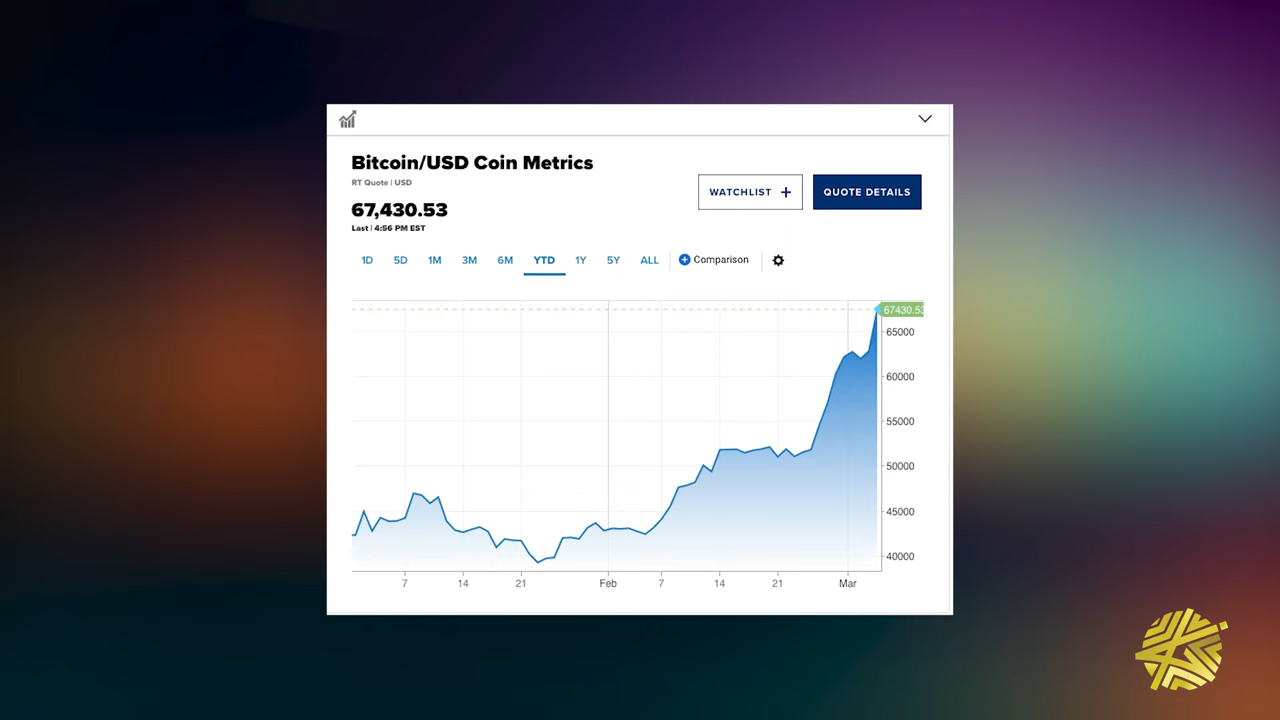 Bitcoin/USD Coin Metrics
RT Quote | USD
67,430.53
Last | 4:56 PM EST
WATCHLIST +
QUOTE DETAILS
1D 5D 1M 3M 6M YTD 1Y 5Y ALL + Comparison
67430.53
65000
60000
55000
50000
45000
40000
7 14 21 Feb 7 14 21 Mar